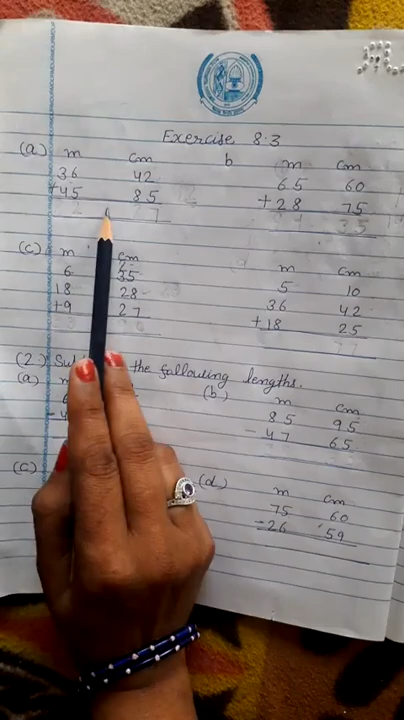 Exercise 8.3
(a) m cm b m cm
36 42 65 60
+45 85 +28 75
(c) m cm m cm
6 35 5 10
18 28 36 42
+9 27 +18 25
(2) the following lengths.
(a) (b) m cm
85 95
- 47 65
(c) (d) m cm
75 60
-26 59